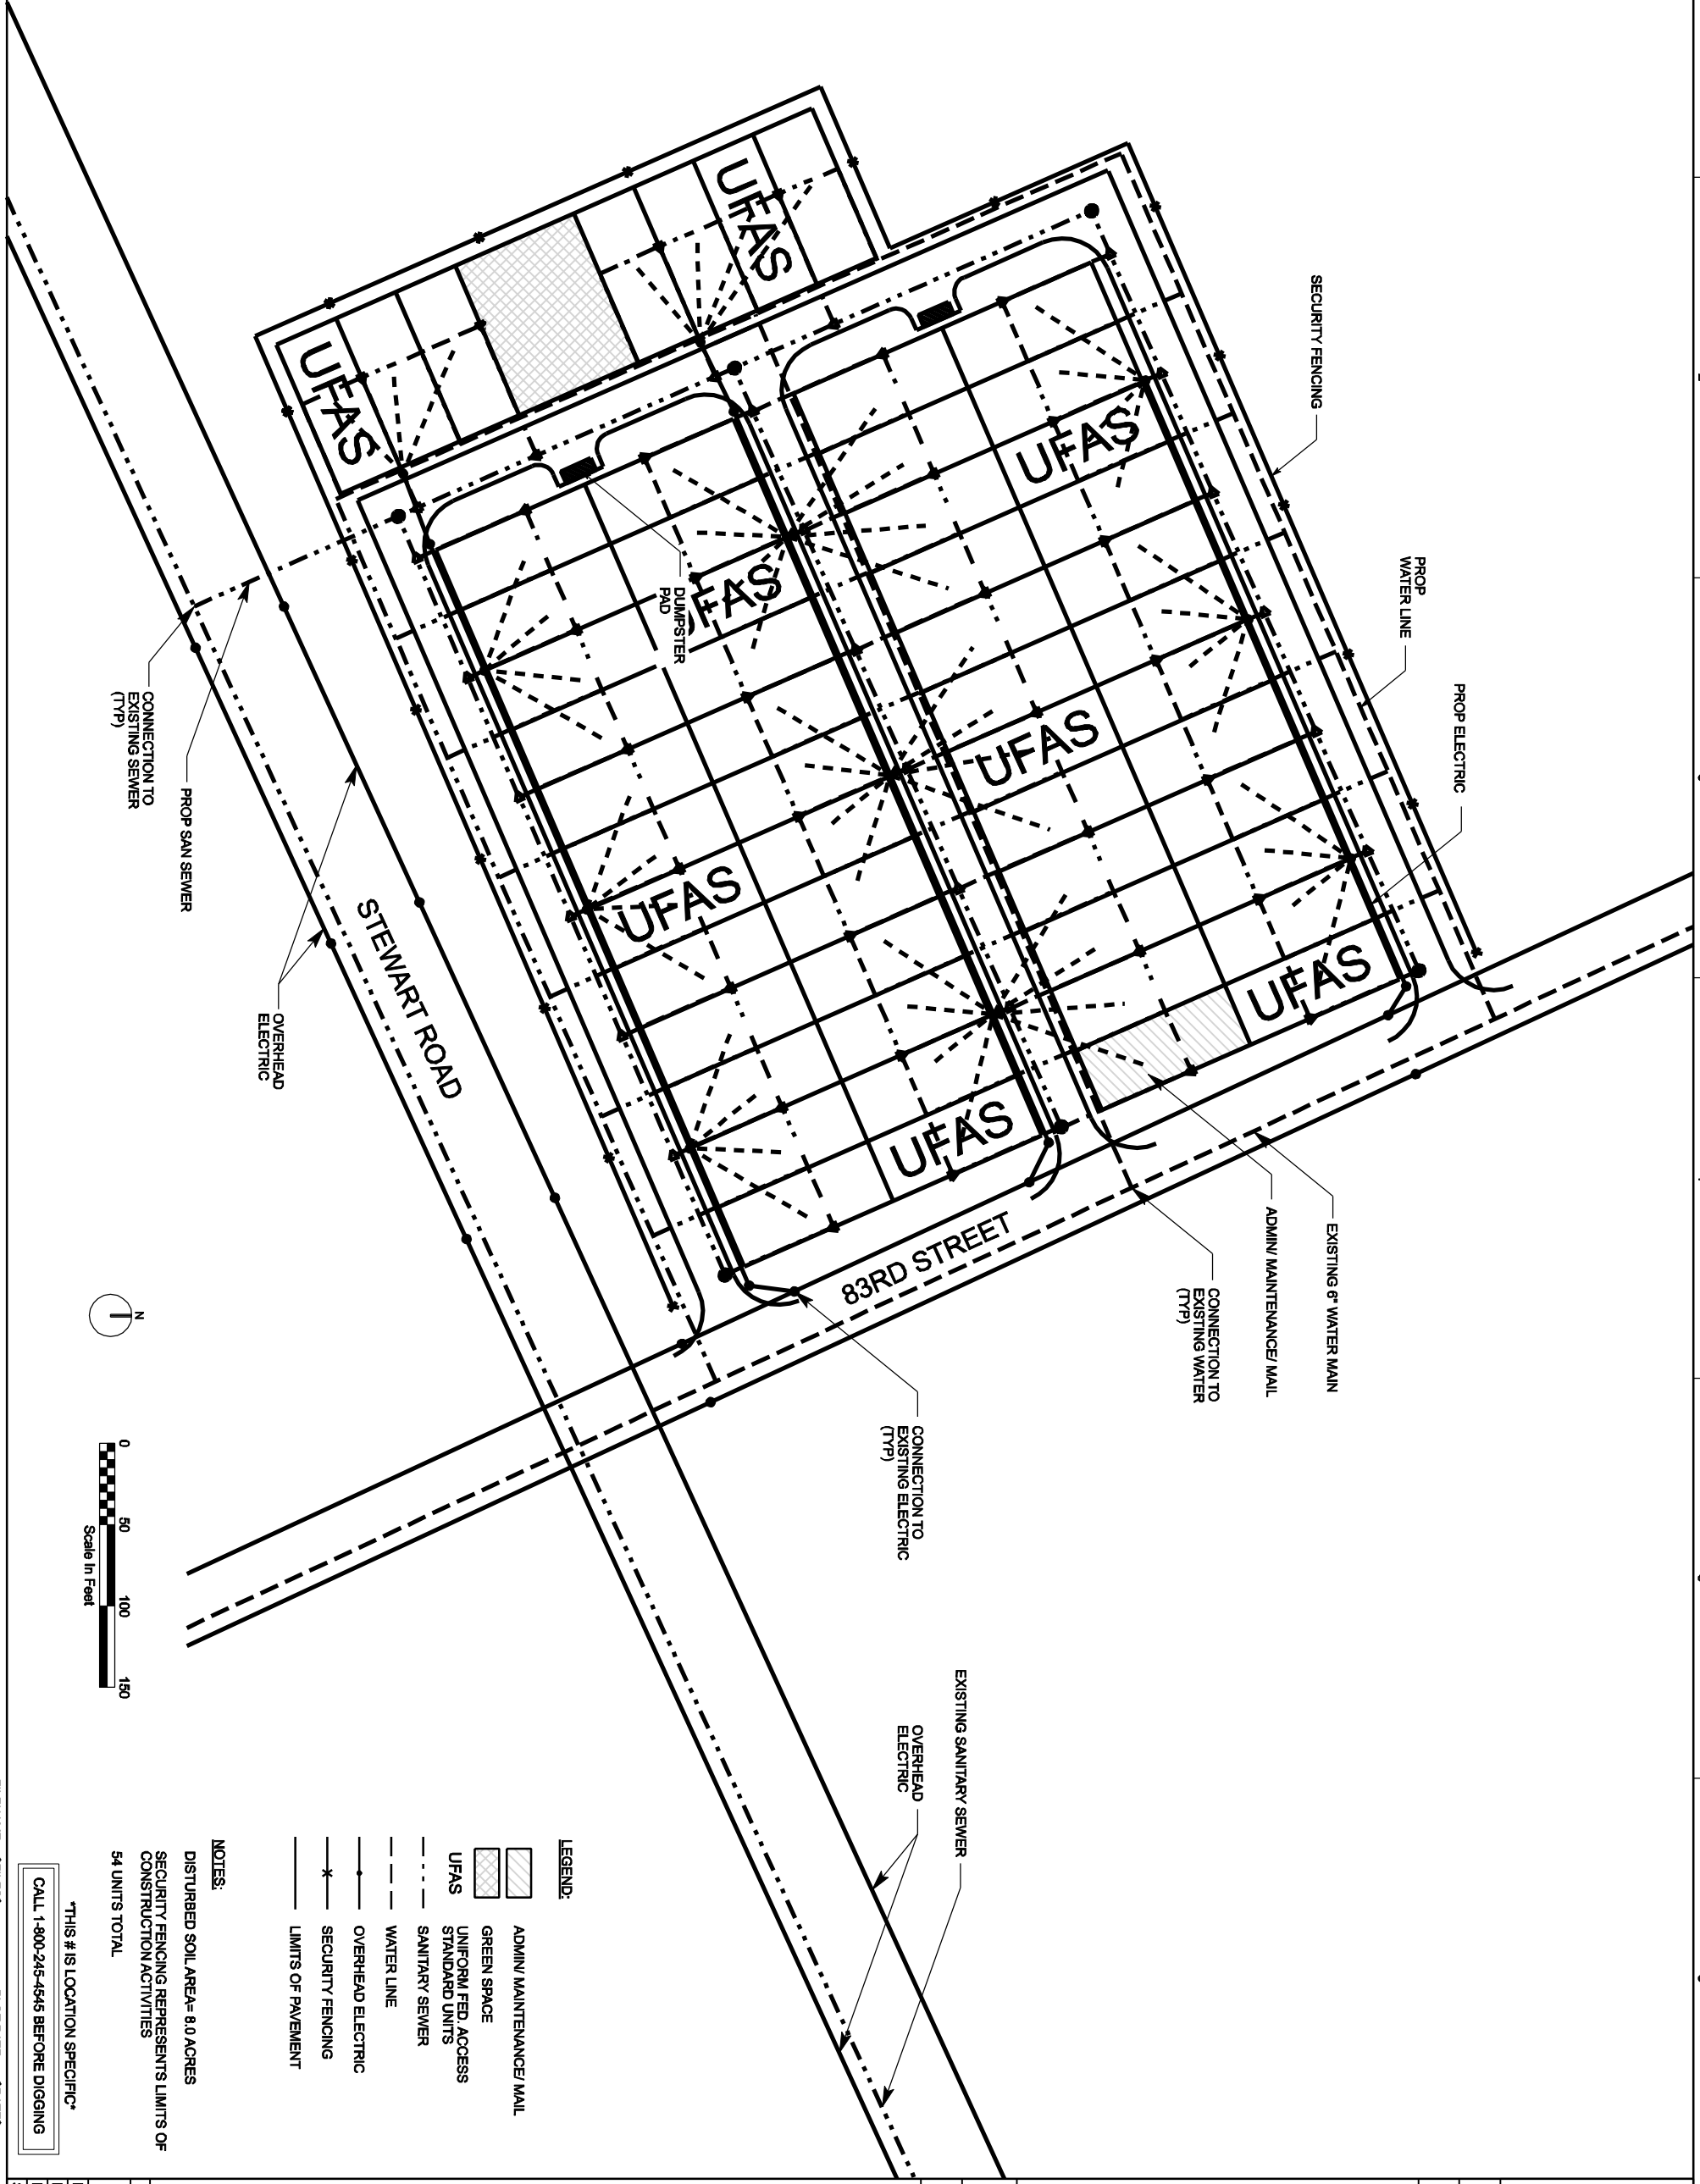 SECURITY FENCING
PROP
WATER LINE
PROP ELECTRIC
EXISTING 6" WATER MAIN
ADMIN/ MAINTENANCE/ MAIL
CONNECTION TO
EXISTING WATER
(TYP)
CONNECTION TO
EXISTING ELECTRIC
(TYP)
EXISTING SANITARY SEWER
OVERHEAD
ELECTRIC
UFAS
UFAS
UFAS
UFAS
UFAS
UFAS
UFAS
UFAS
DUMPSTER
PAD
83RD STREET
STEWART ROAD
OVERHEAD
ELECTRIC
PROP SAN SEWER
CONNECTION TO
EXISTING SEWER
(TYP)
N
0 50 100 150
Scale In Feet
LEGEND:
ADMIN/ MAINTENANCE/ MAIL
GREEN SPACE
UFAS UNIFORM FED. ACCESS
STANDARD UNITS
SANITARY SEWER
WATER LINE
OVERHEAD ELECTRIC
SECURITY FENCING
LIMITS OF PAVEMENT
NOTES:
DISTURBED SOIL AREA= 8.0 ACRES
SECURITY FENCING REPRESENTS LIMITS OF
CONSTRUCTION ACTIVITIES
54 UNITS TOTAL
*THIS # IS LOCATION SPECIFIC*
CALL 1-800-245-4545 BEFORE DIGGING